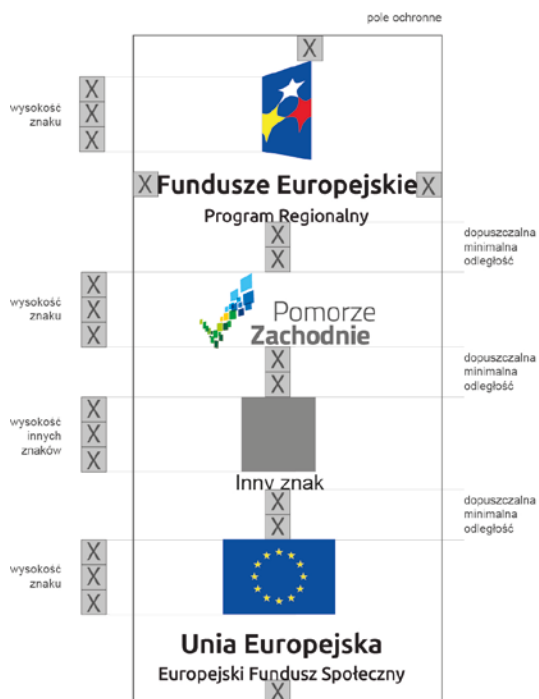 pole ochronne
X
X
X
X
wysokość
znaku
X Fundusze Europejskie X
Program Regionalny
X
X
dopuszczalna
minimalna
odległość
X
X
X
wysokość
znaku
Pomorze
Zachodnie
X
X
dopuszczalna
minimalna
odległość
X
X
X
wysokość
innych
znaków
Inny znak
X
X
dopuszczalna
minimalna
odległość
X
X
X
wysokość
znaku
Unia Europejska
Europejski Fundusz Społeczny
X